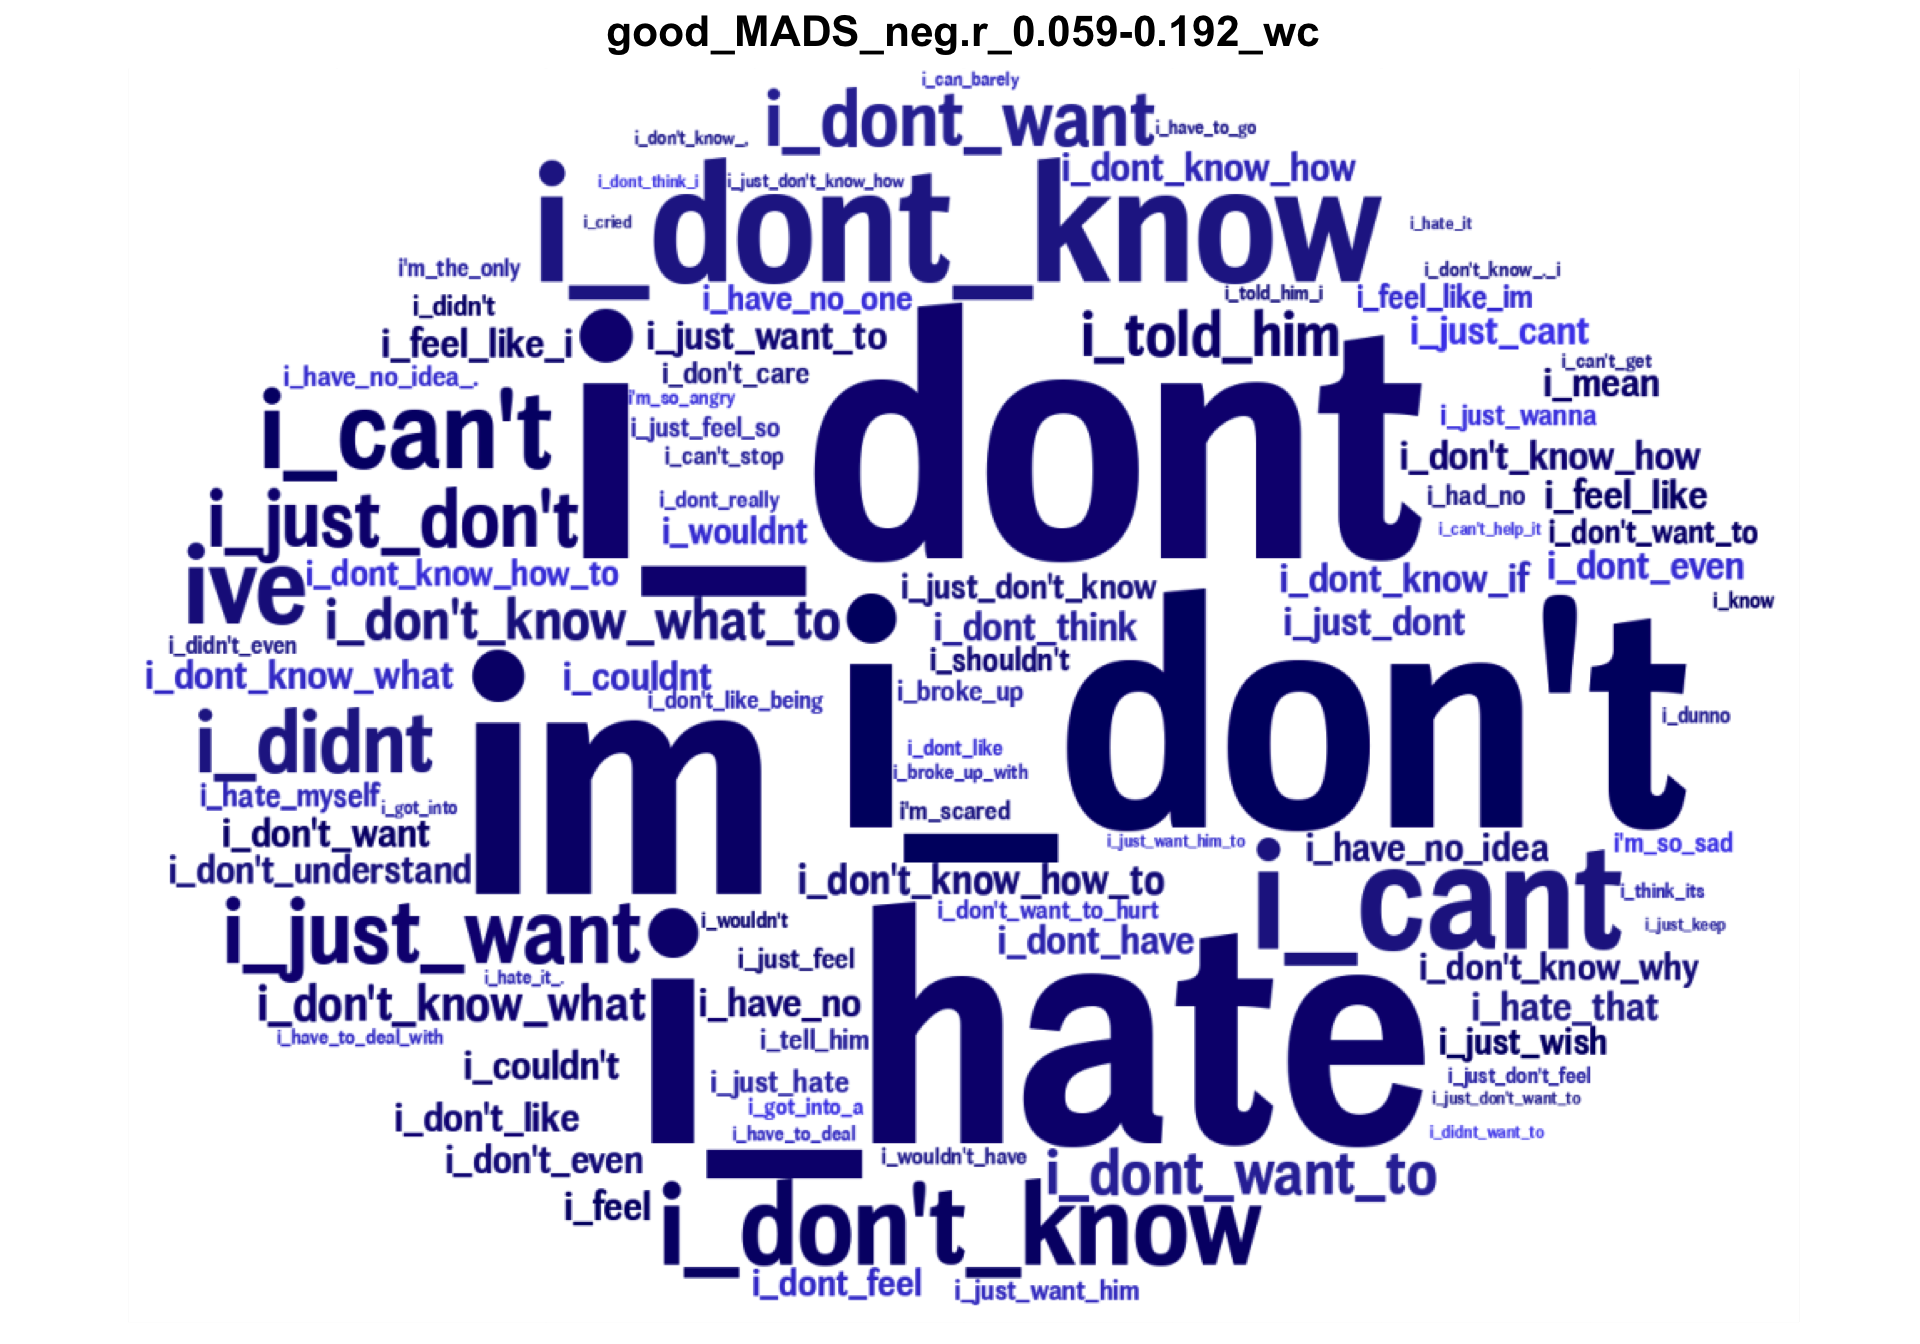 good_MADS_neg.r_0.059-0.192_wc
i_can_barely
i_dont_want
i_have_to_go
i_don't_know_.
i_dont_know_how
i_dont_think_i
i_just_don't_know_how
i_dont_know
i_cried
i_hate_it
i'm_the_only
i_don't_know_._i
i_have_no_one
i_told_him_i
i_feel_like_im
i_didn't
i_feel_like_i
i_just_want_to
i_told_him
i_just_cant
i_have_no_idea_.
i_don't_care
i_can't_get
i_mean
i'm_so_angry
i_can't
i_dont
i_just_wanna
i_just_feel_so
i_can't_stop
i_don't_know_how
i_just_don't
i_dont_really
i_had_no
i_feel_like
i_wouldnt
i_can't_help_it
i_don't_want_to
ive
i_dont_know_how_to
i_just_don't_know
i_dont_know_if
i_dont_even
i_know
i_don't_know_what_to
i_dont_think
i_just_dont
i_didn't_even
i_shouldn't
i_dont_know_what
i_couldnt
i_don't_like_being
i_broke_up
i_don't
i_dunno
i_didnt
im
i_dont_like
i_broke_up_with
i_hate_myself
i_got_into
i'm_scared
i_don't_want
i_just_want_him_to
i_have_no_idea
i'm_so_sad
i_don't_understand
i_don't_know_how_to
i_cant
i_think_its
i_just_want
i_wouldn't
i_don't_want_to_hurt
i_just_keep
i_dont_have
i_just_feel
i_don't_know_why
i_hate_it_.
i_hate
i_don't_know_what
i_have_no
i_hate_that
i_have_to_deal_with
i_tell_him
i_just_wish
i_couldn't
i_just_hate
i_just_don't_feel
i_got_into_a
i_just_don't_want_to
i_don't_like
i_have_to_deal
i_didnt_want_to
i_don't_even
i_wouldn't_have
i_dont_want_to
i_feel
i_don't_know
i_dont_feel
i_just_want_him